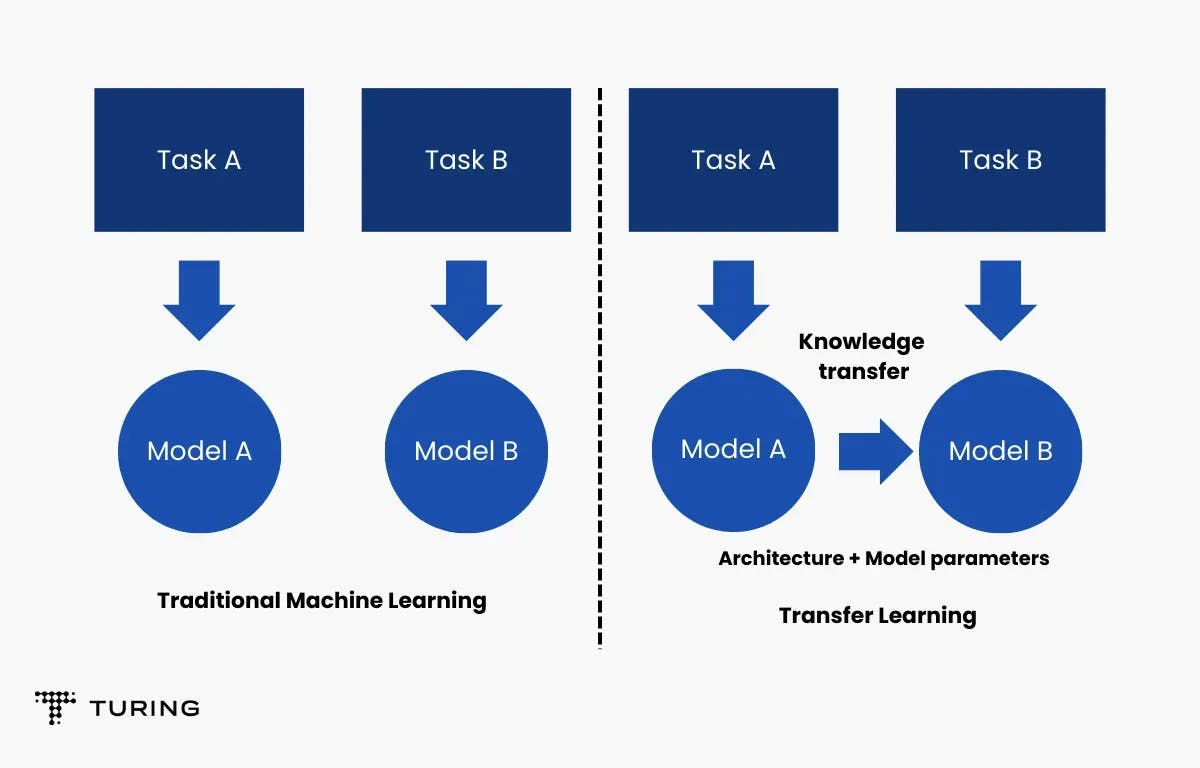 Task A
Task B
Task A
Task B
Knowledge
transfer
Model A
Model B
Model A
Model B
Architecture + Model parameters
Traditional Machine Learning
Transfer Learning
TURING